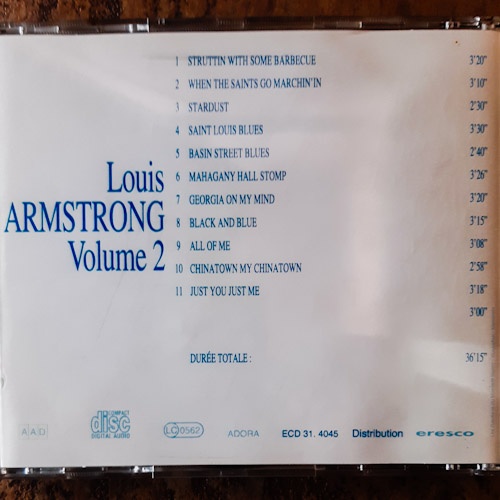 Louis
ARMSTRONG
Volume 2
1 STRUTTIN WITH SOME BARBECUE 3'20"
2 WHEN THE SAINTS GO MARCHIN'IN 3'10"
3 STARDUST 2'30"
4 SAINT LOUIS BLUES 3'30"
5 BASIN STREET BLUES 2'40"
6 MAHAGANY HALL STOMP 3'26"
7 GEORGIA ON MY MIND 3'20"
8 BLACK AND BLUE 3'15"
9 ALL OF ME 3'08"
10 CHINATOWN MY CHINATOWN 2'58"
11 JUST YOU JUST ME 3'18"
3'00"
DURÉE TOTALE : 36'15"
AAD COMPACT disc DIGITAL AUDIO LC 0562 ADORA ECD 31. 4045 Distribution eresco